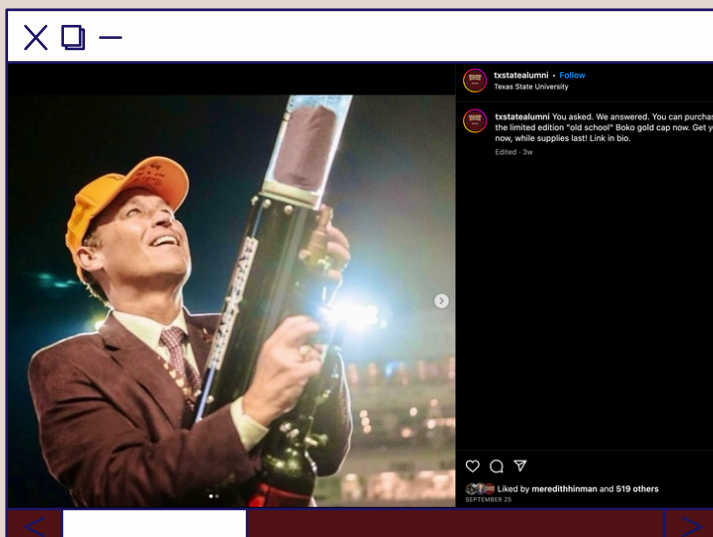 txstatealumni • Follow
Texas State University
txstatealumni You asked. We answered. You can purchas
the limited edition "old school" Boko gold cap now. Get y
now, while supplies last! Link in bio.
Edited · 3w
Liked by meredithhinman and 519 others
SEPTEMBER 25